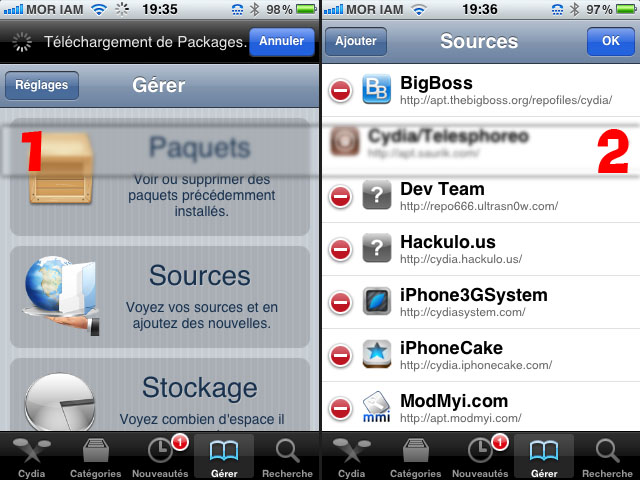 MOR IAM 19:35 98%
Téléchargement de Packages.
Annuler
Réglages
Gérer
1
Paquets
Voir ou supprimer des
paquets précédemment
installés.
Sources
Voyez vos sources et en
ajoutez des nouvelles.
Stockage
Voyez combien d'espace il
Cydia
Catégories
1
Nouveautés
Gérer
Recherche
MOR IAM 19:36 97%
Ajouter
Sources
OK
2
BigBoss
http://apt.thebigboss.org/repofiles/cydia/
Cydia/Telesphoreo
http://apt.saurik.com/
Dev Team
http://repo666.ultrasn0w.com/
Hackulo.us
http://cydia.hackulo.us/
iPhone3GSystem
http://cydiasystem.com/
iPhoneCake
http://cydia.iphonecake.com/
ModMyi.com
http://apt.modmyi.com/
mmi
Cydia
Catégories
1
Nouveautés
Gérer
Recherche